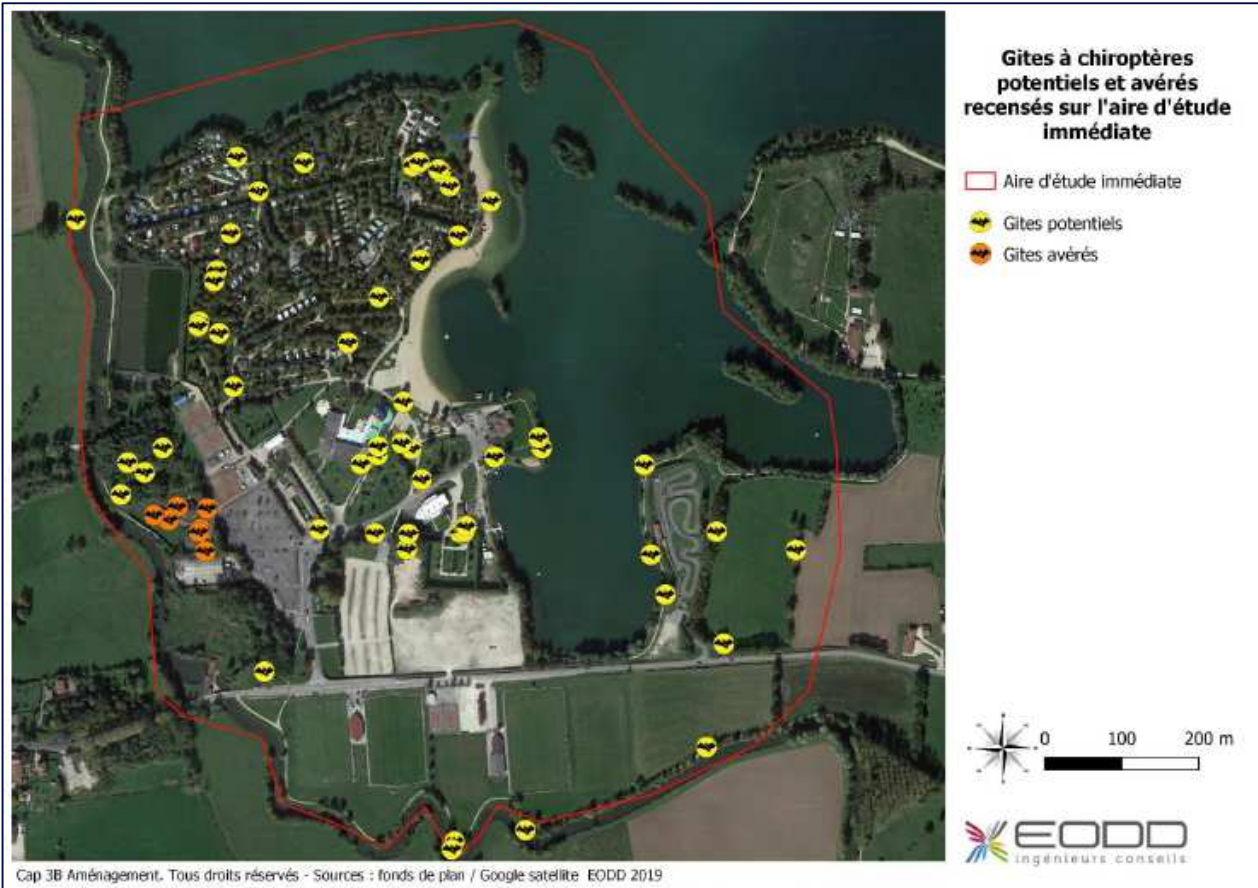 Gites à chiroptères
potentiels et avérés
recensés sur l'aire d'étude
immédiate
Aire d'étude immédiate
Gites potentiels
Gites avérés
0 100 200 m
EODD
ingénieurs conseils
Cap 3B Aménagement. Tous droits réservés - Sources : fonds de plan / Google satellite EODD 2019